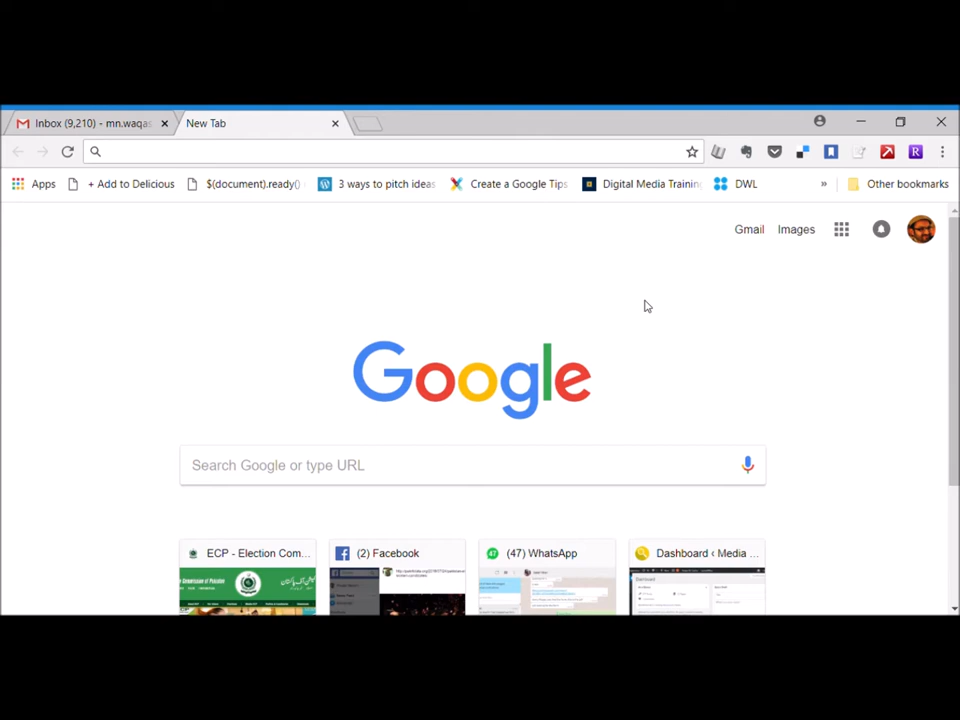 Inbox (9,210) - mn.waqas
New Tab
Apps
+ Add to Delicious
$(document).ready()
3 ways to pitch ideas
Create a Google Tips
Digital Media Trainin
DWL
»
Other bookmarks
Gmail
Images
Google
Search Google or type URL
ECP - Election Com...
(2) Facebook
47
(47) WhatsApp
Dashboard ‹ Media ...
Dashboard